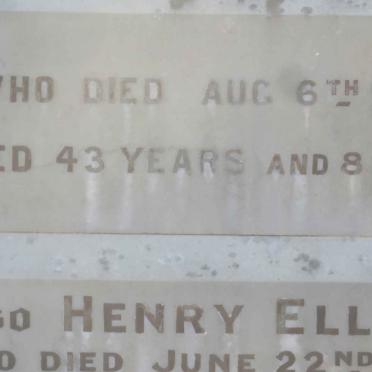 WHO DIED AUG 6TH
ED 43 YEARS AND 8
SO HENRY ELL
O DIED JUNE 22ND